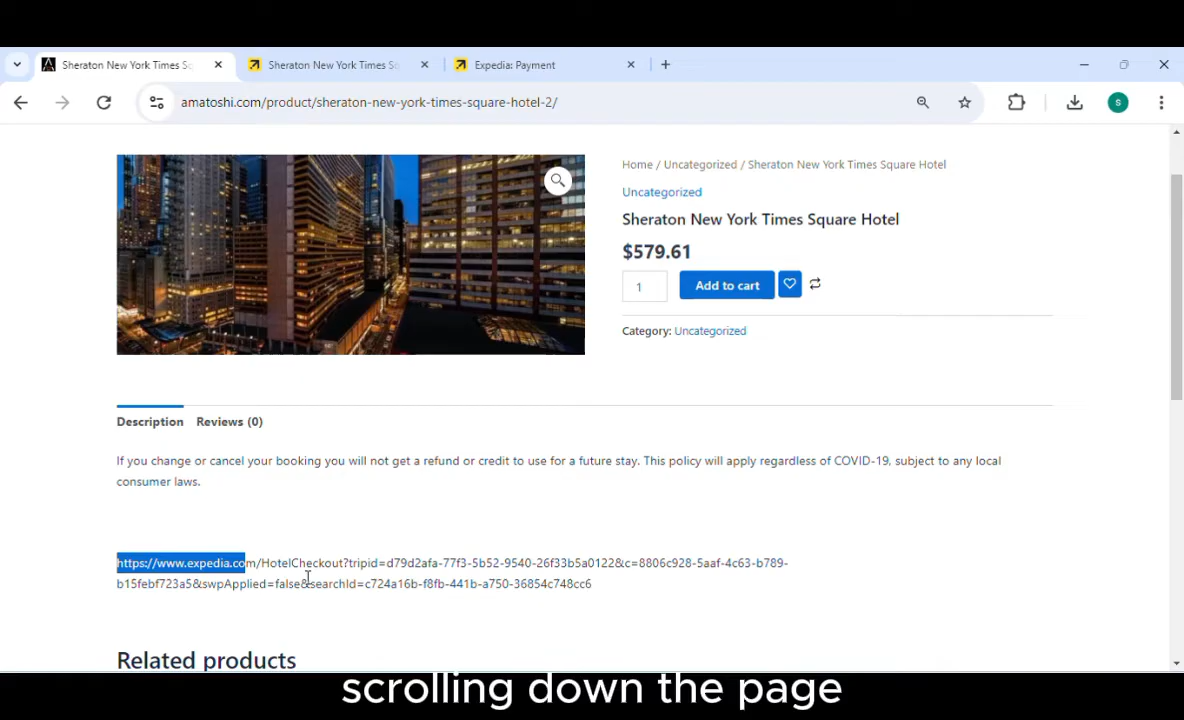 Sheraton New York Times Sc
Sheraton New York Times Sq
Expedia: Payment
amatoshi.com/product/sheraton-new-york-times-square-hotel-2/
S
Home / Uncategorized / Sheraton New York Times Square Hotel
Uncategorized
Sheraton New York Times Square Hotel
$579.61
1
Add to cart
Category: Uncategorized
Description
Reviews (0)
If you change or cancel your booking you will not get a refund or credit to use for a future stay. This policy will apply regardless of COVID-19, subject to any local
consumer laws.
https://www.expedia.com/HotelCheckout?tripid=d79d2afa-77f3-5b52-9540-26f33b5a0122&c=8806c928-5aaf-4c63-b789-
b15febf723a5&swpApplied=false&searchId=c724a16b-f8fb-441b-a750-36854c748cc6
Related products
scrolling down the page